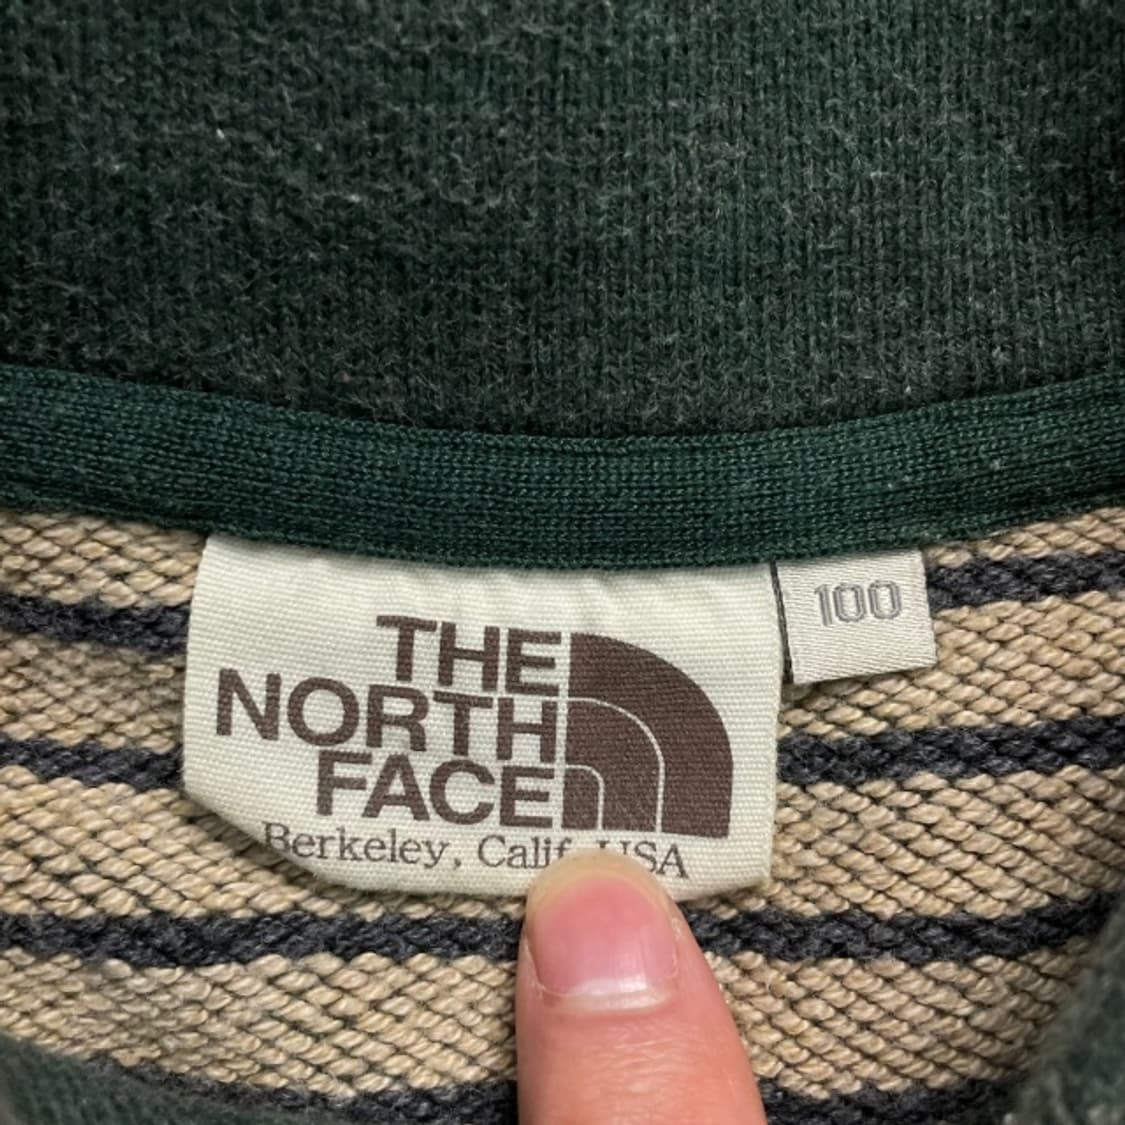 THE
NORTH
FACE
Berkeley, Calif. USA
100